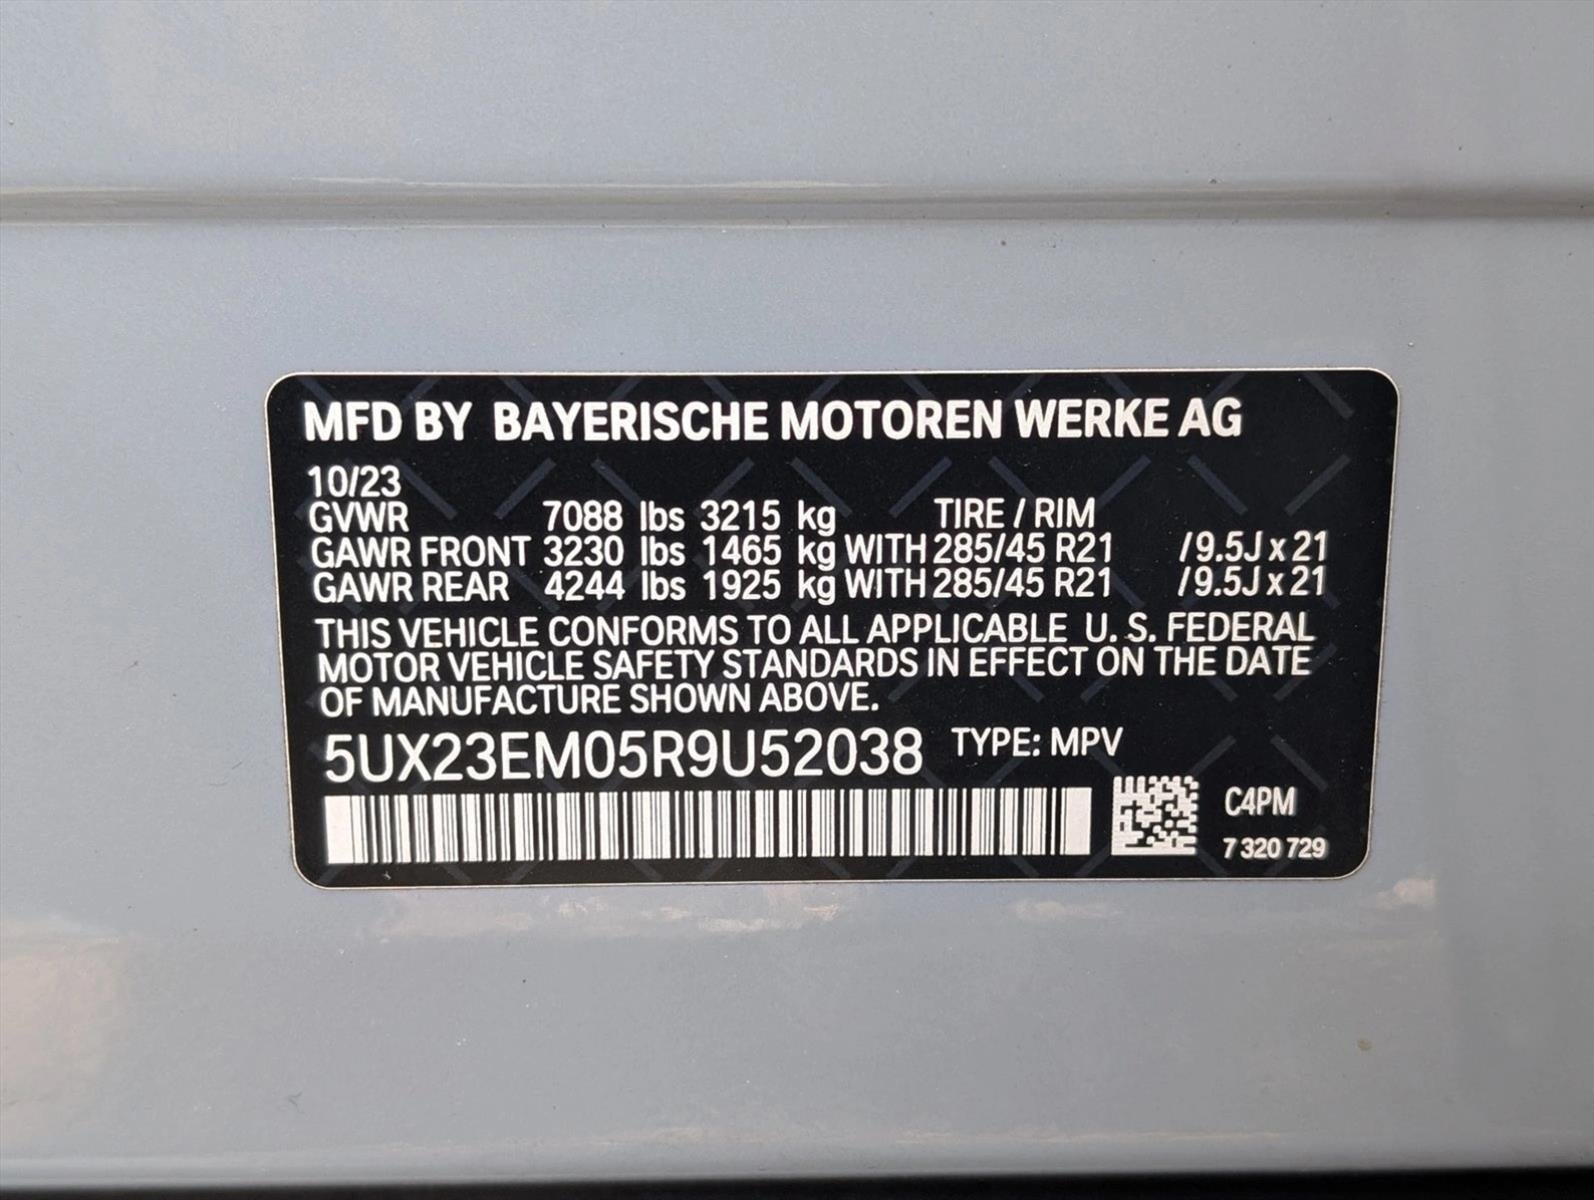 MFD BY BAYERISCHE MOTOREN WERKE AG
10/23
GVWR 7088 lbs 3215 kg TIRE / RIM
GAWR FRONT 3230 lbs 1465 kg WITH 285/45 R21 /9.5J x 21
GAWR REAR 4244 lbs 1925 kg WITH 285/45 R21 /9.5J x 21
THIS VEHICLE CONFORMS TO ALL APPLICABLE U. S. FEDERAL
MOTOR VEHICLE SAFETY STANDARDS IN EFFECT ON THE DATE
OF MANUFACTURE SHOWN ABOVE.
5UX23EM05R9U52038 TYPE: MPV
C4PM
7 320 729